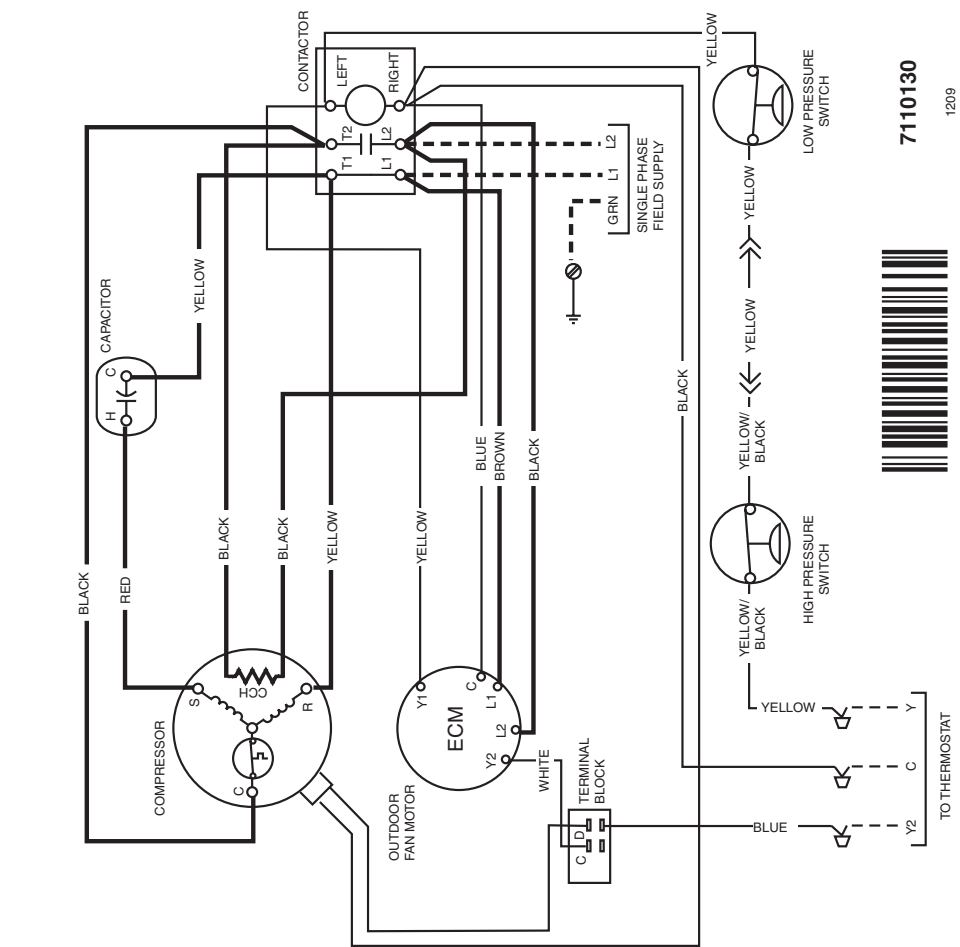 CONTACTOR
LEFT
RIGHT
T2
L2
T1
L1
YELLOW
LOW PRESSURE
SWITCH
7110130
1209
L2
L1
GRN
SINGLE PHASE
FIELD SUPPLY
YELLOW
YELLOW
CAPACITOR
C
H
YELLOW
BLACK
YELLOW/
BLACK
BLUE
BROWN
BLACK
BLACK
RED
BLACK
BLACK
YELLOW
YELLOW
HIGH PRESSURE
SWITCH
YELLOW/
BLACK
COMPRESSOR
S
CCH
R
C
ECM
Y1
C
L1
L2
Y2
OUTDOOR
FAN MOTOR
WHITE
TERMINAL
BLOCK
D
C
YELLOW
BLUE
Y
C
Y2
TO THERMOSTAT